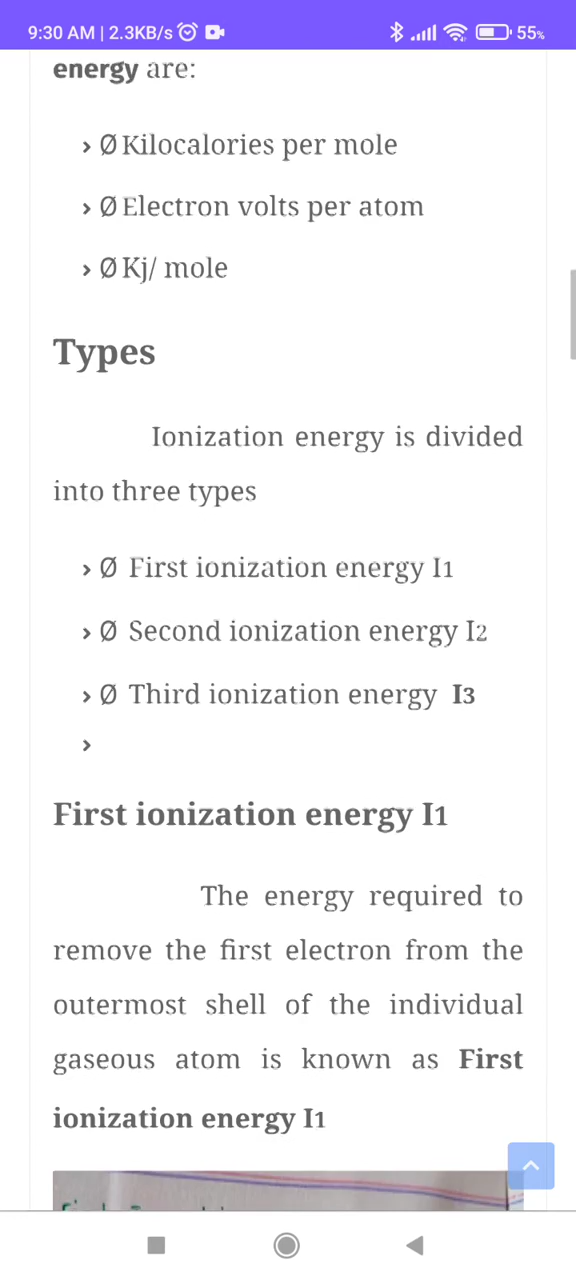 9:30 AM | 2.3KB/s
55%
energy are:
› Ø Kilocalories per mole
› Ø Electron volts per atom
› Ø Kj/ mole
Types
Ionization energy is divided
into three types
› Ø First ionization energy I1
› Ø Second ionization energy I2
› Ø Third ionization energy I3
›
First ionization energy I1
The energy required to
remove the first electron from the
outermost shell of the individual
gaseous atom is known as First
ionization energy I1